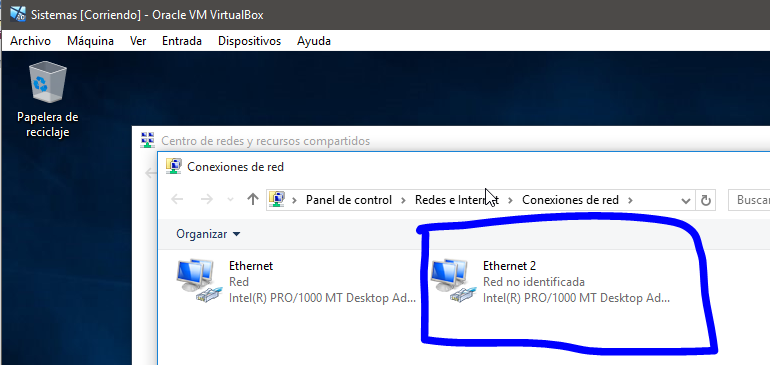 Sistemas [Corriendo] - Oracle VM VirtualBox
Archivo Máquina Ver Entrada Dispositivos Ayuda
Papelera de
reciclaje
Centro de redes y recursos compartidos
Conexiones de red
Panel de control Redes e Internet Conexiones de red Buscar
Organizar
Ethernet
Red
Intel(R) PRO/1000 MT Desktop Ad...
Ethernet 2
Red no identificada
Intel(R) PRO/1000 MT Desktop Ad...